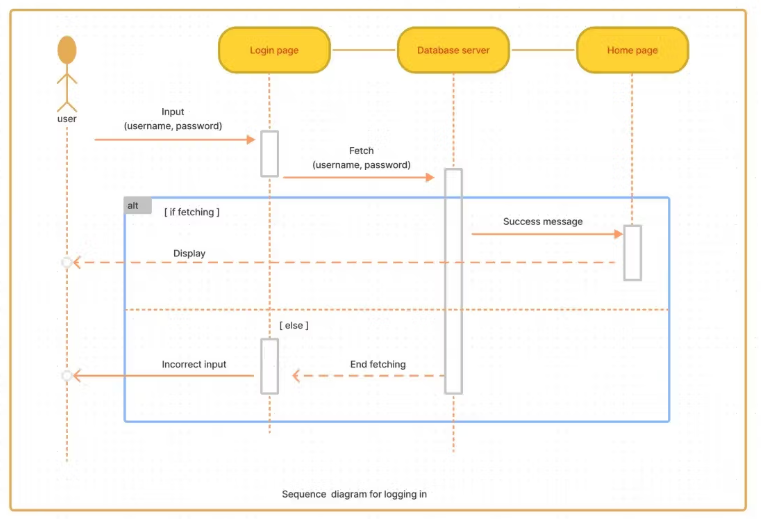 Login page
Database server
Home page
user
Input
(username, password)
Fetch
(username, password)
alt
[ if fetching ]
Success message
Display
[ else ]
Incorrect input
End fetching
Sequence diagram for logging in